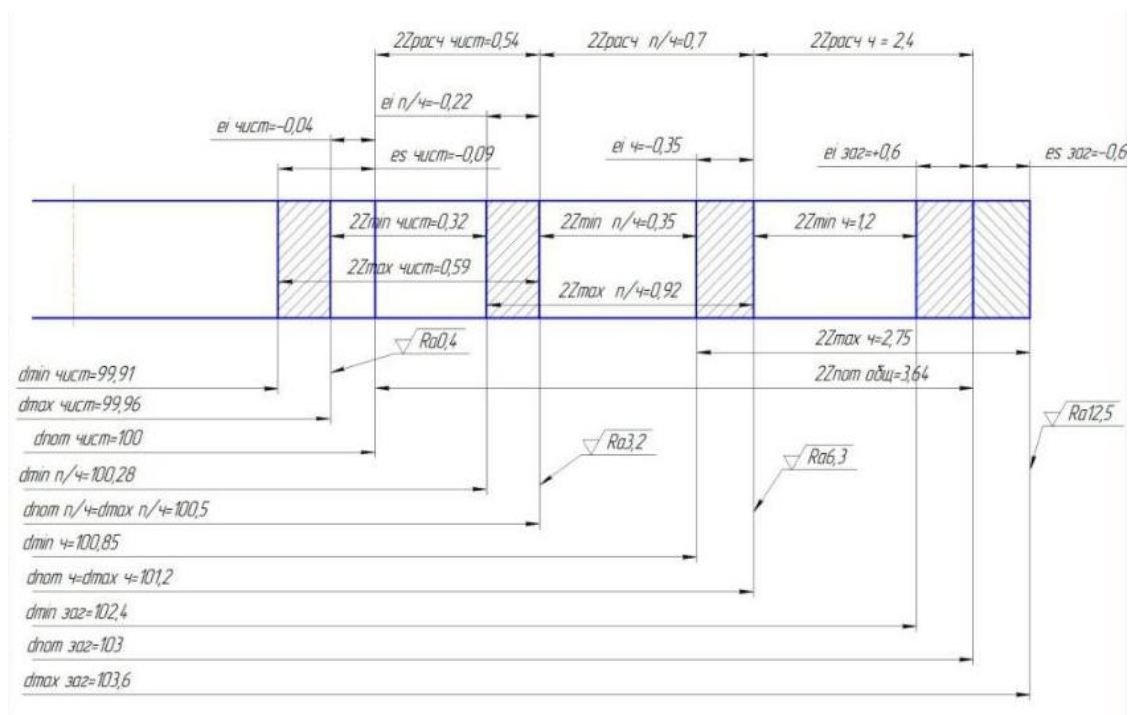 2Zрасч чист=0,54
2Zрасч п/ч=0,7
2Zрасч ч = 2,4
ei п/ч=-0,22
ei чист=-0,04
es чист=-0,09
ei ч=-0,35
ei заг=+0,6
es заг=-0,6
2Zmin чист=0,32
2Zmin п/ч=0,35
2Zmin ч=1,2
2Zmax чист=0,59
2Zmax п/ч=0,92
2Zmax ч=2,75
Ra0,4
dmin чист=99,91
2Znom общ=3,64
dmax чист=99,96
Ra12,5
dnom чист=100
Ra3,2
Ra6,3
dmin п/ч=100,28
dnom п/ч=dmax п/ч=100,5
dmin ч=100,85
dnom ч=dmax ч=101,2
dmin заг=102,4
dnom заг=103
dmax заг=103,6